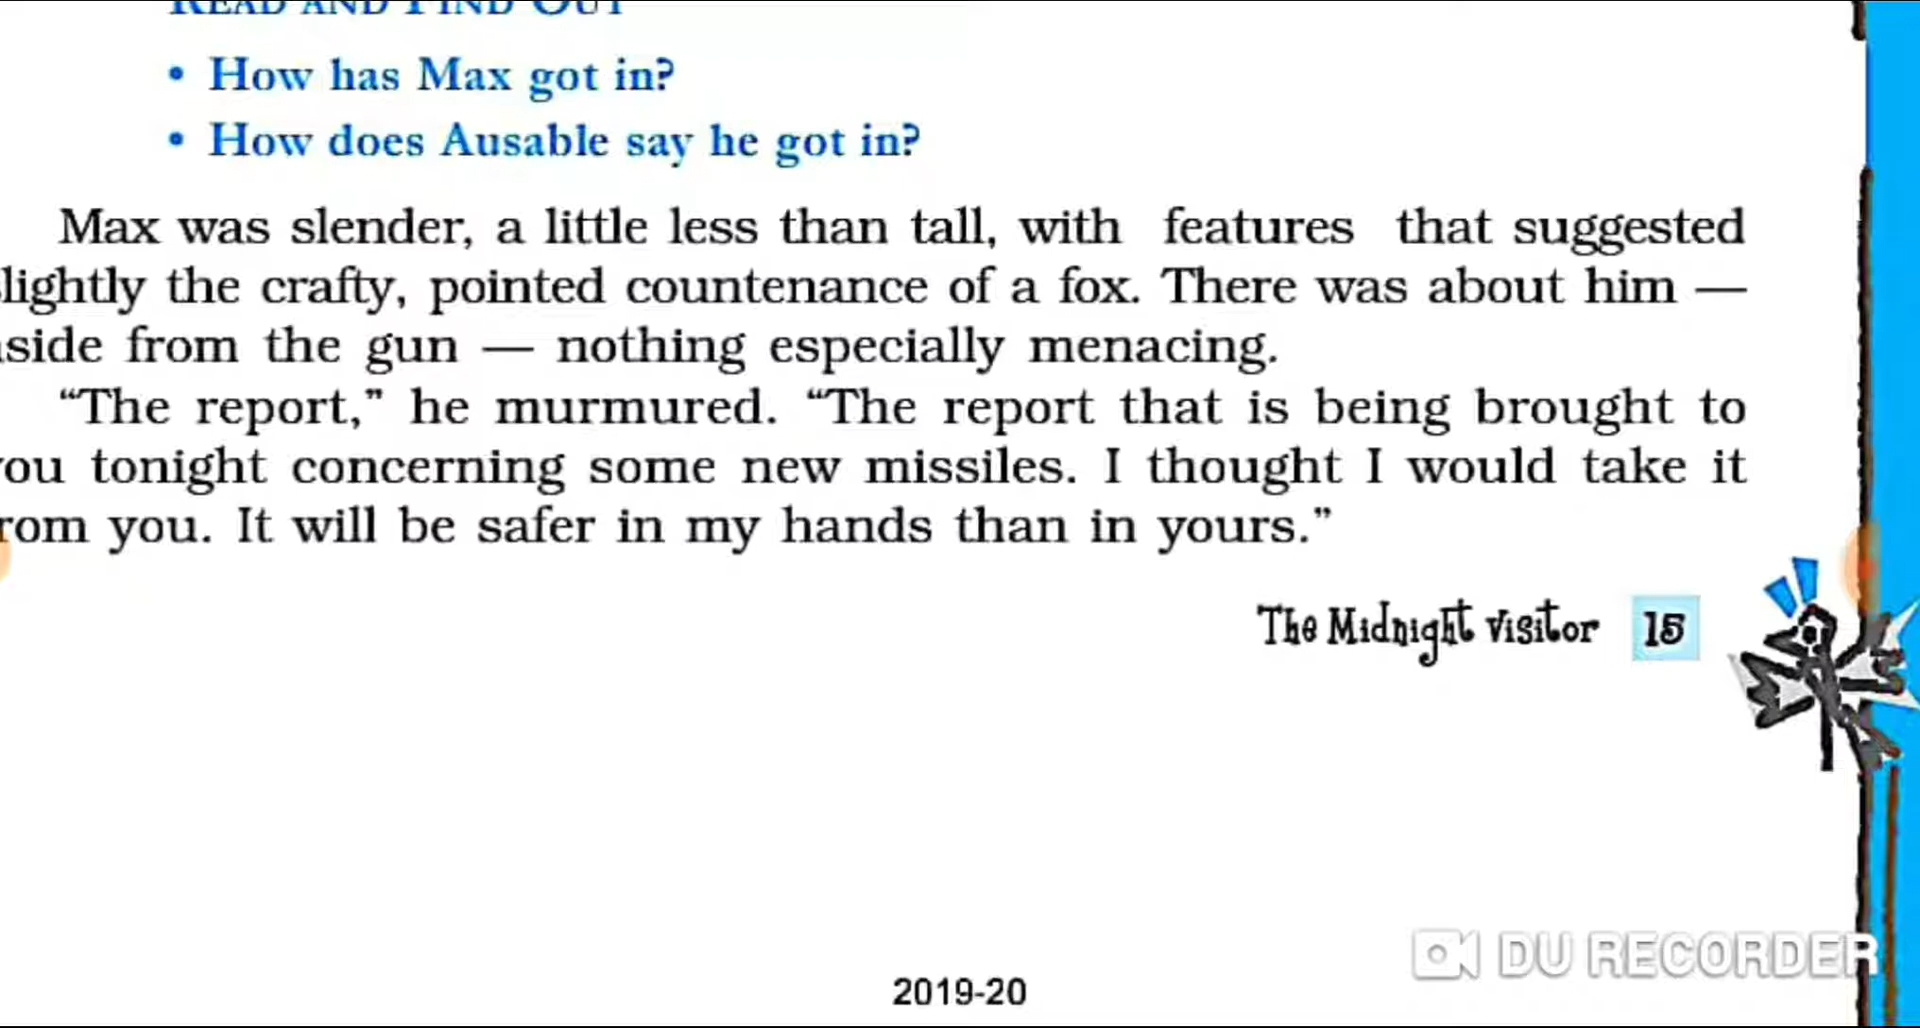 READ AND FIND OUT
• How has Max got in?
• How does Ausable say he got in?
Max was slender, a little less than tall, with features that suggested
lightly the crafty, pointed countenance of a fox. There was about him —
side from the gun — nothing especially menacing.
“The report,” he murmured. “The report that is being brought to
ou tonight concerning some new missiles. I thought I would take it
rom you. It will be safer in my hands than in yours.”
The Midnight Visitor 15
DU RECORDER
2019-20